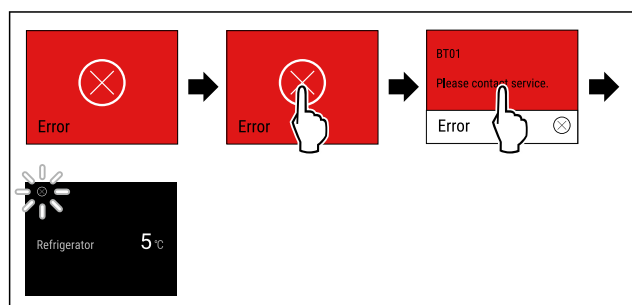 Error
Error
BT01
Please contact service.
Error
Refrigerator 5 °C